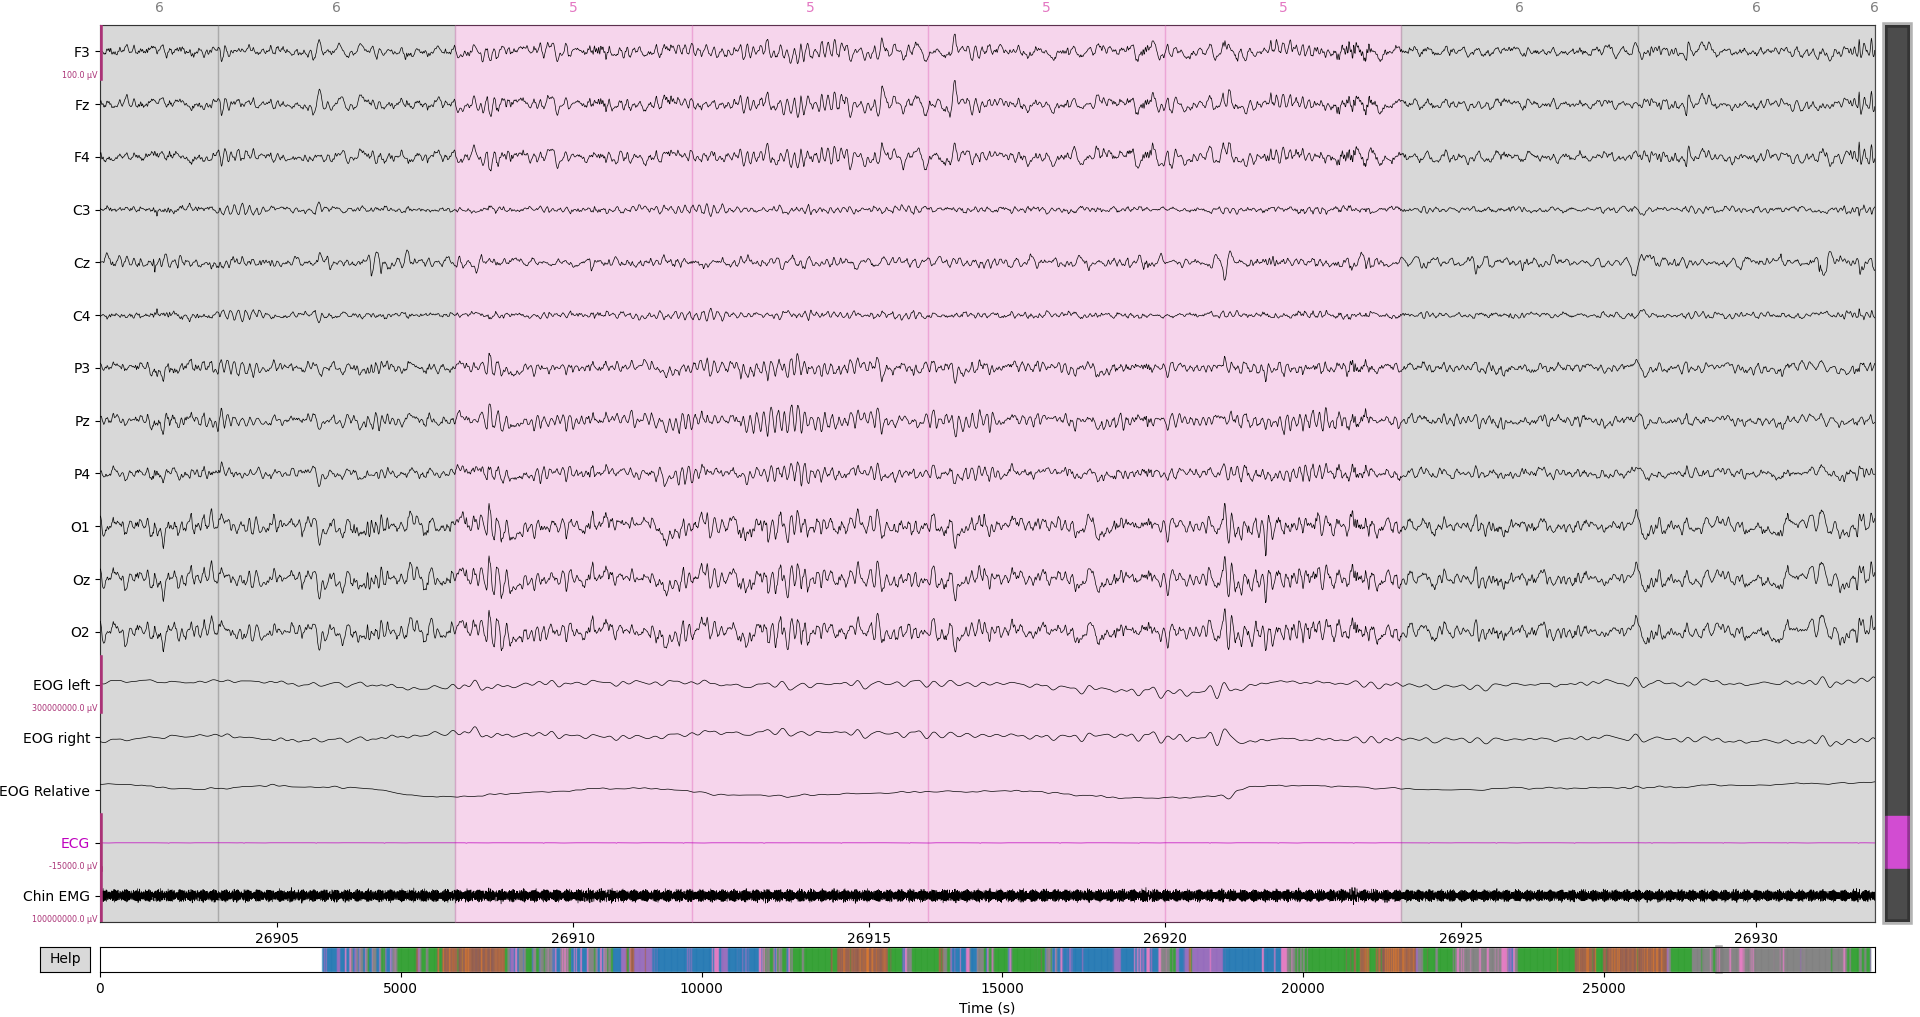 6 6 5 5 5 5 6 6 6
F3
100.0 µV
Fz
F4
C3
Cz
C4
P3
Pz
P4
O1
Oz
O2
EOG left
300000000.0 µV
EOG right
EOG Relative
ECG
-15000.0 µV
Chin EMG
100000000.0 µV
26905 26910 26915 26920 26925 26930
Help
0 5000 10000 15000 20000 25000
Time (s)